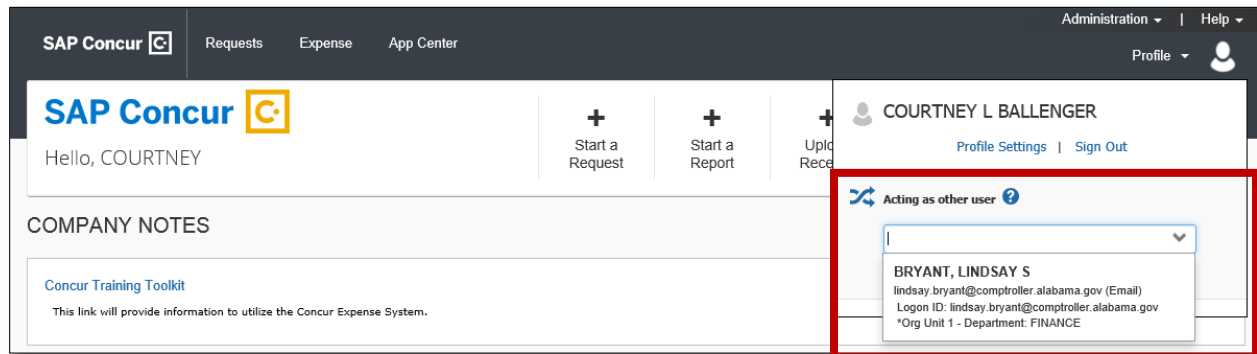 Administration | Help
SAP Concur C Requests Expense App Center
Profile
SAP Concur C
Hello, COURTNEY
+ Start a Request
+ Start a Report
+
COURTNEY L BALLENGER
Profile Settings | Sign Out
Acting as other user ?
COMPANY NOTES
BRYANT, LINDSAY S
lindsay.bryant@comptroller.alabama.gov (Email)
Logon ID: lindsay.bryant@comptroller.alabama.gov
*Org Unit 1 - Department: FINANCE
Concur Training Toolkit
This link will provide information to utilize the Concur Expense System.